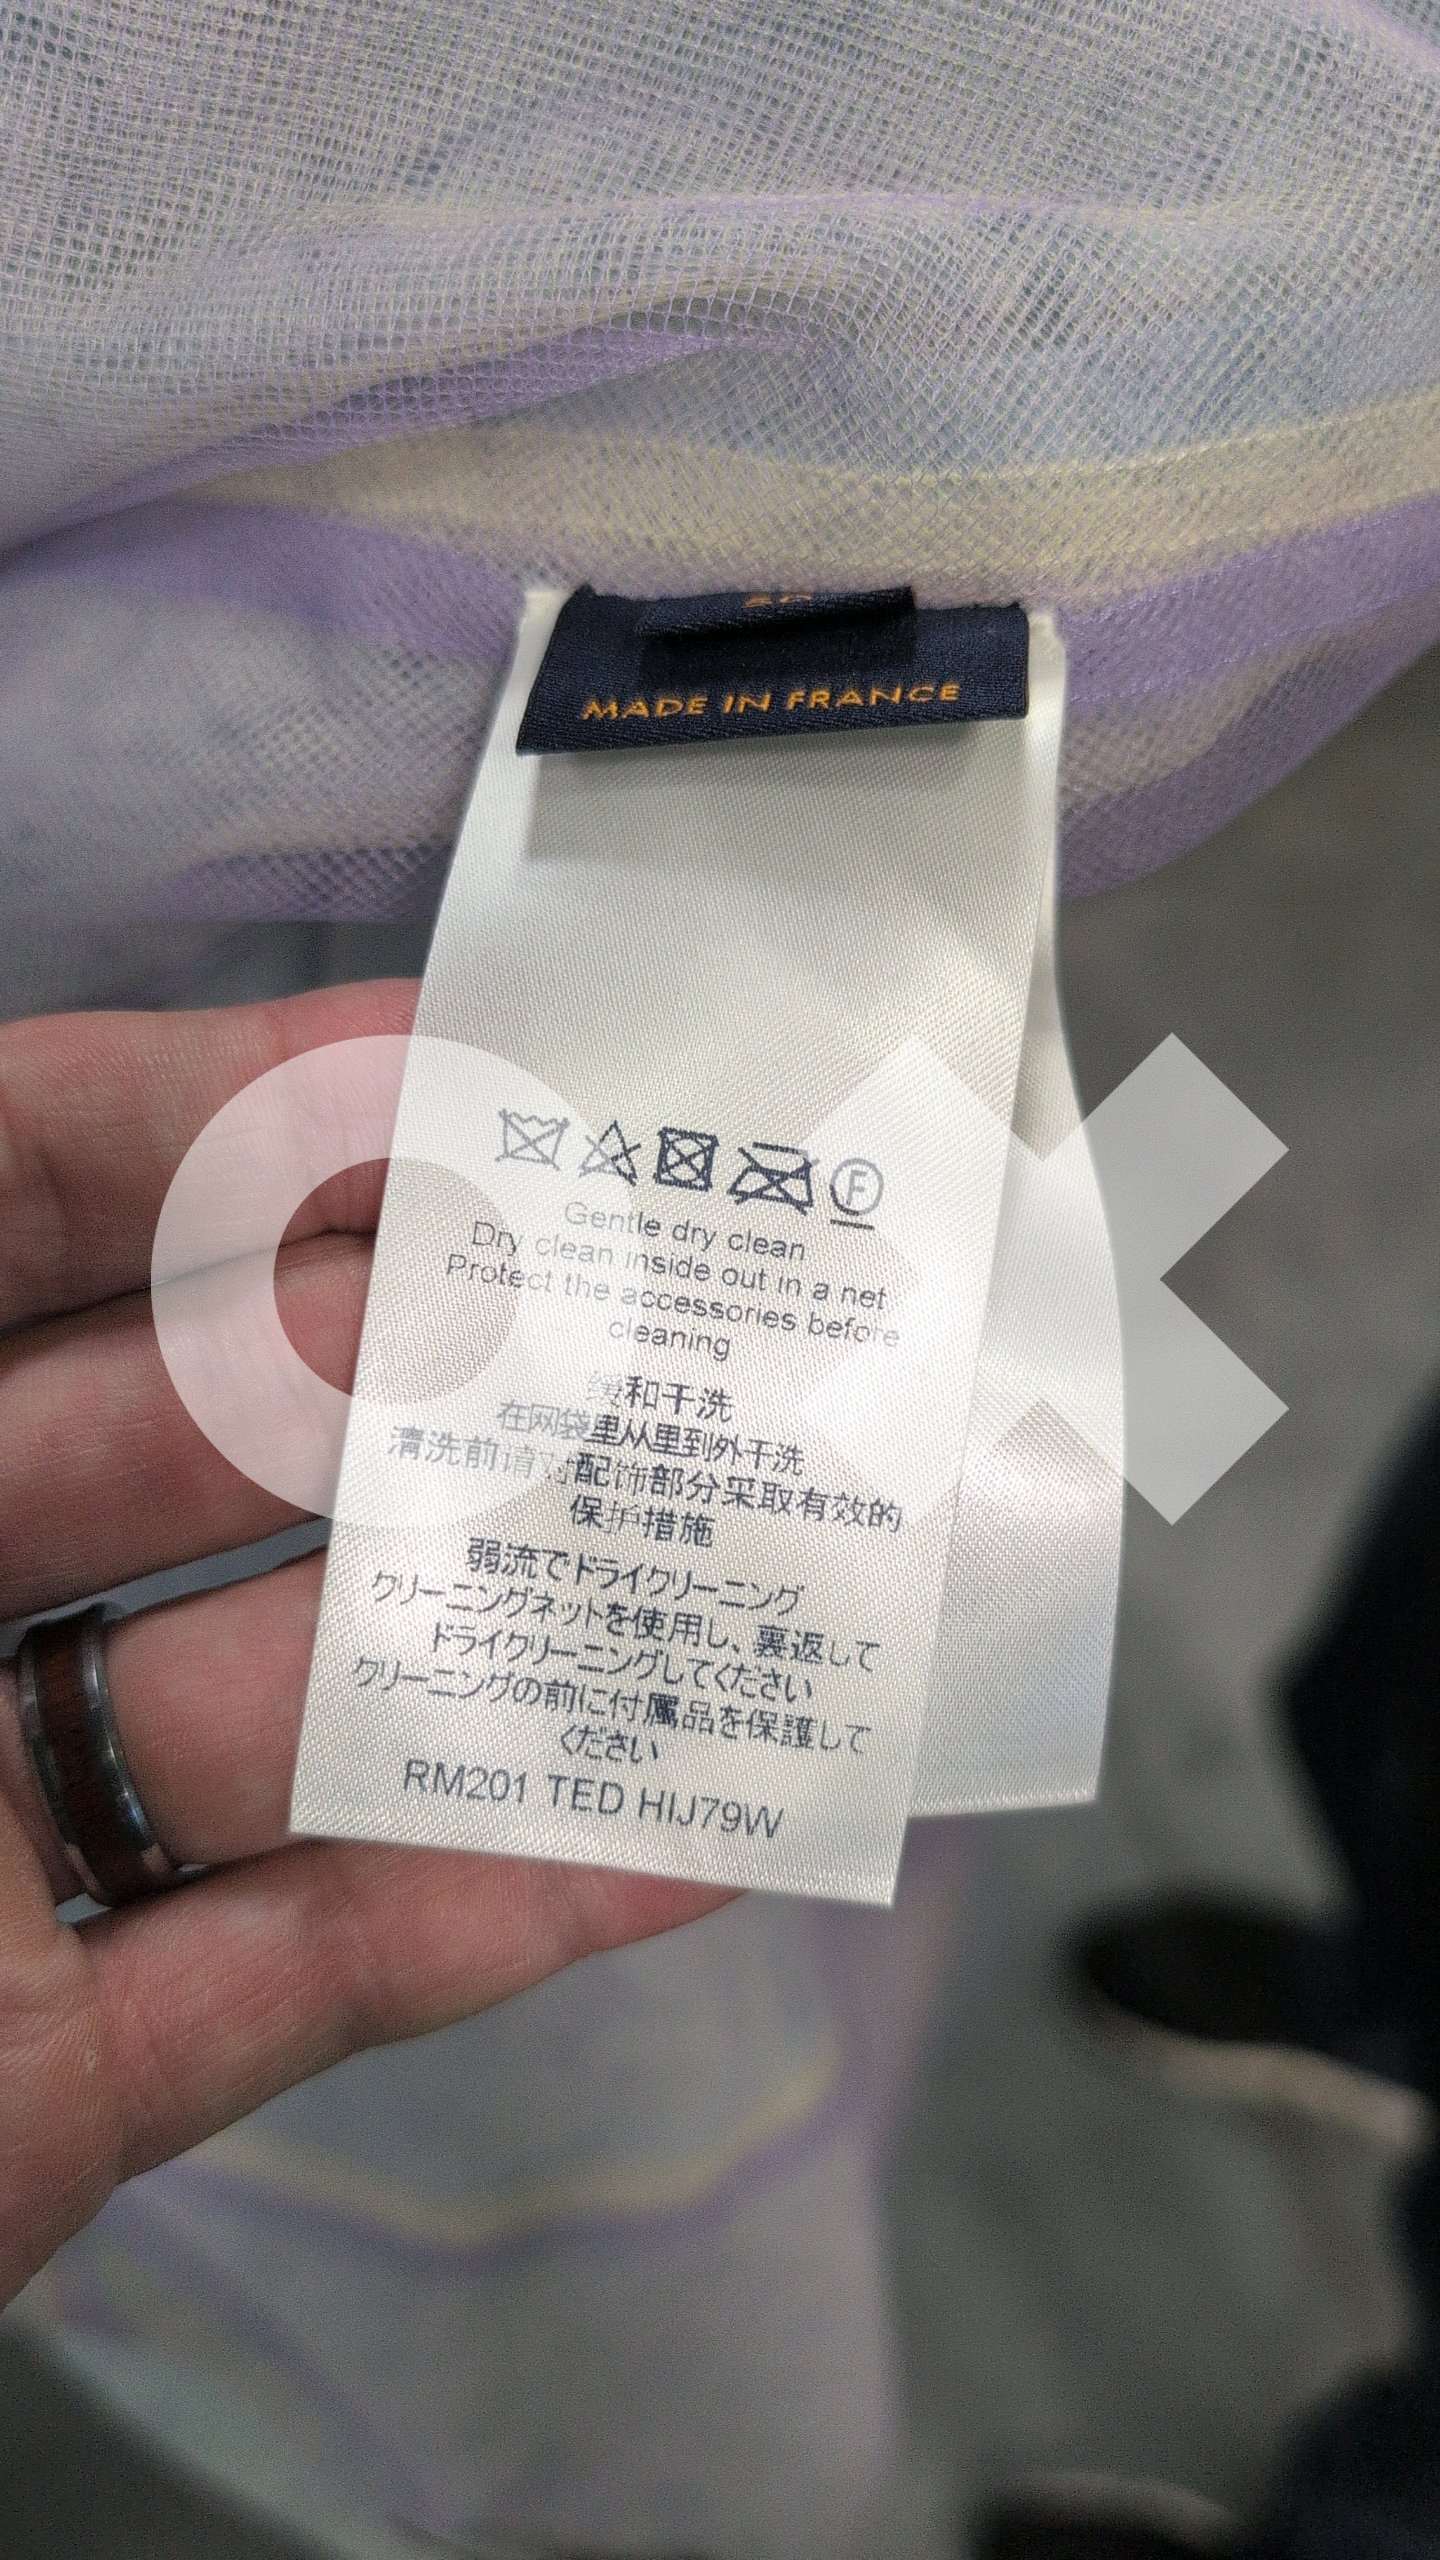 MADE IN FRANCE
F
Gentle dry clean
Dry clean inside out in a net
Protect the accessories before
cleaning
缓和干洗
在网袋里从里到外干洗
清洗前请对配饰部分采取有效的
保护措施
弱流でドライクリーニング
クリーニングネットを使用し、裏返して
ドライクリーニングしてください
クリーニングの前に付属品を保護して
ください
RM201 TED HIJ79W
OX